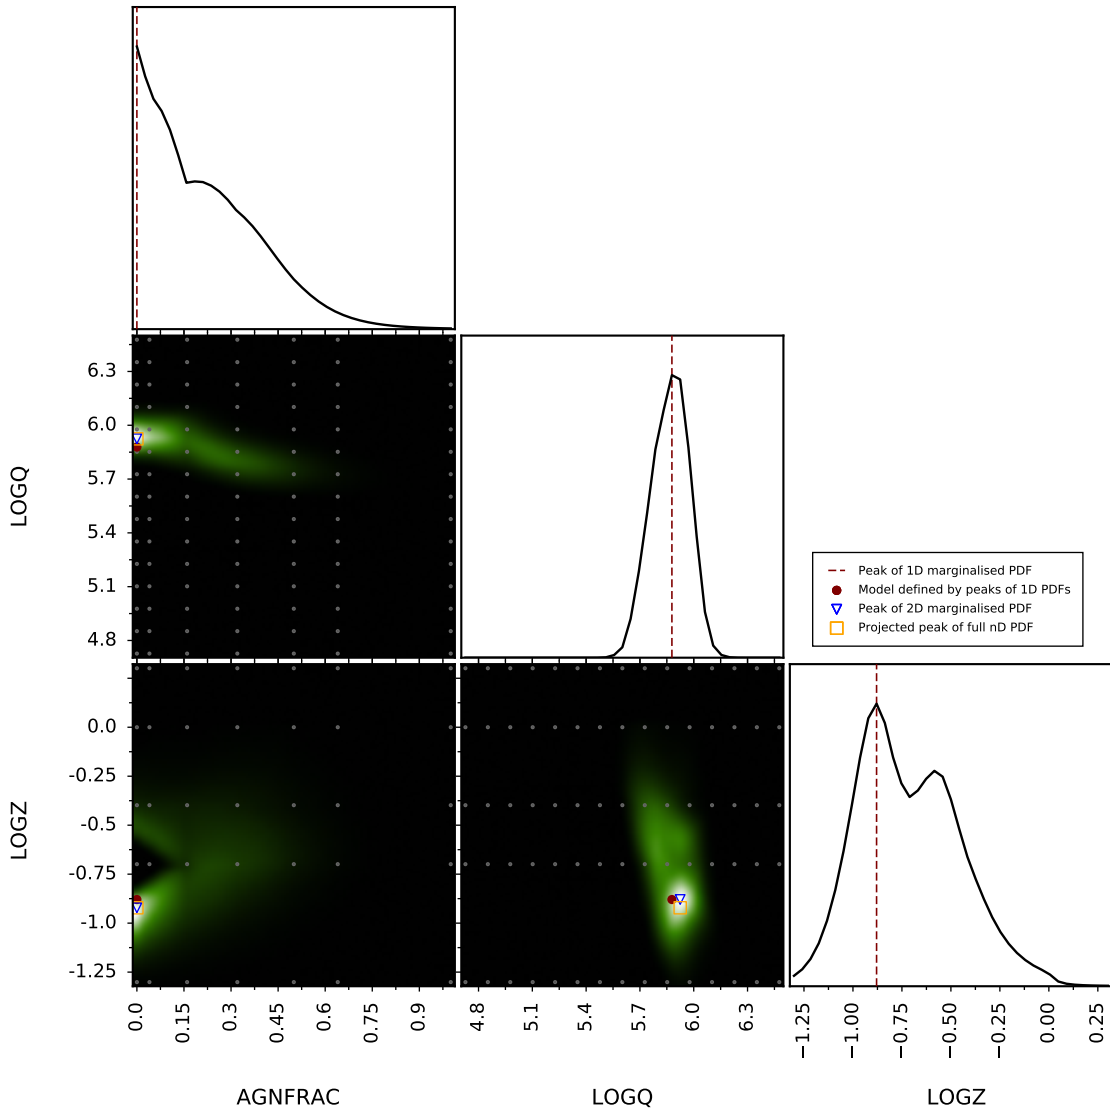 6.3
6.0
5.7
5.4
5.1
4.8
LOGQ
Peak of 1D marginalised PDF
Model defined by peaks of 1D PDFs
Peak of 2D marginalised PDF
Projected peak of full nD PDF
0.0
-0.25
-0.5
-0.75
-1.0
-1.25
LOGZ
0.0 0.15 0.3 0.45 0.6 0.75 0.9
4.8 5.1 5.4 5.7 6.0 6.3
−1.25 −1.00 −0.75 −0.50 0.00 0.25
AGNFRAC LOGQ LOGZ